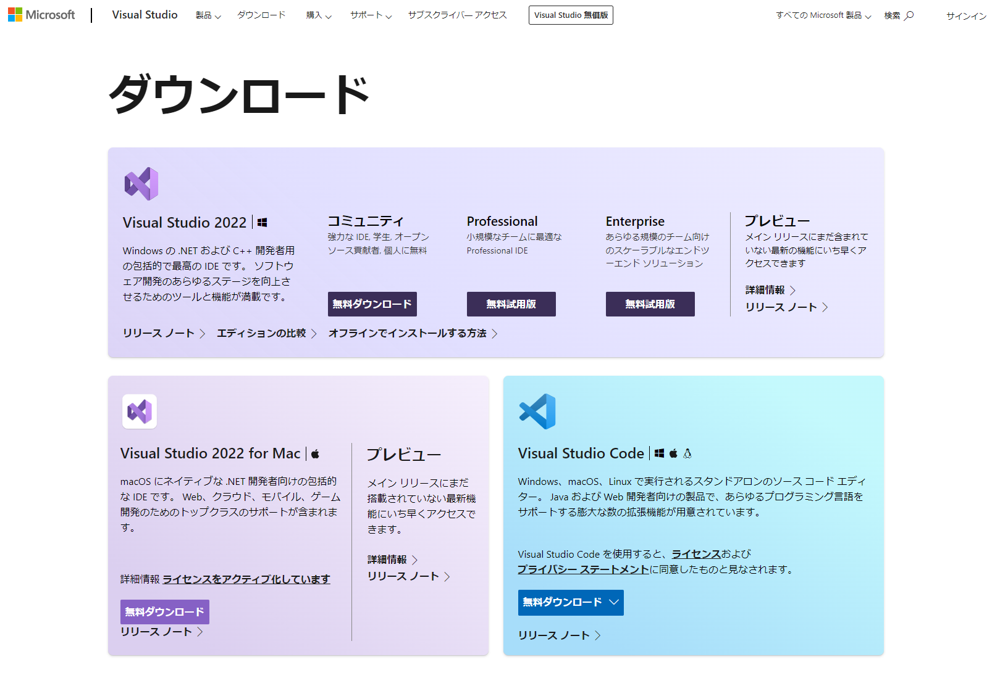 Microsoft
Visual Studio 製品 ダウンロード 購入 サポート サブスクライバー アクセス Visual Studio 無償版 すべての Microsoft 製品 検索 サインイン
ダウンロード
Visual Studio 2022
Windows の .NET および C++ 開発者用
の包括的で最高の IDE です。 ソフトウ
ェア開発のあらゆるステージを向上さ
せるためのツールと機能が満載です。
コミュニティ
強力な IDE, 学生, オープン
ソース貢献者, 個人に無料
無料ダウンロード
Professional
小規模なチームに最適な
Professional IDE
無料試用版
Enterprise
あらゆる規模のチーム向け
のスケーラブルなエンドツ
ーエンド ソリューション
無料試用版
プレビュー
メイン リリースにまだ含まれて
いない最新の機能にいち早くア
クセスできます
詳細情報
リリース ノート
リリース ノート エディションの比較 オフラインでインストールする方法
Visual Studio 2022 for Mac
macOS にネイティブな .NET 開発者向けの包括的
な IDE です。 Web、クラウド、モバイル、ゲーム
開発のためのトップクラスのサポートが含まれま
す。
詳細情報 ライセンスをアクティブ化しています
無料ダウンロード
リリース ノート
プレビュー
メイン リリースにまだ
搭載されていない最新機
能にいち早くアクセスで
きます。
詳細情報
リリース ノート
Visual Studio Code
Windows、macOS、Linux で実行されるスタンドアロンのソース コード エディ
ター。 Java および Web 開発者向けの製品で、あらゆるプログラミング言語を
サポートする膨大な数の拡張機能が用意されています。
Visual Studio Code を使用すると、ライセンスおよび
プライバシー ステートメントに同意したものと見なされます。
無料ダウンロード
リリース ノート